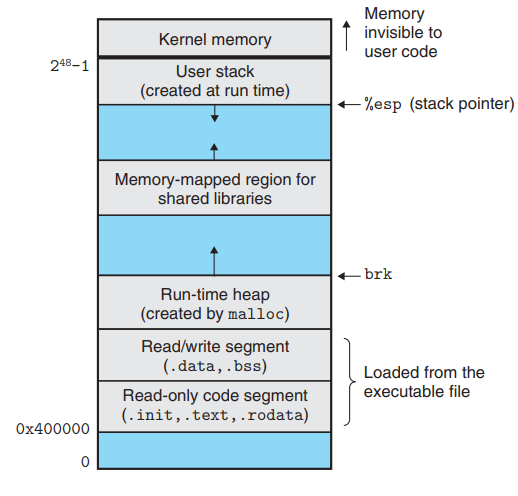 Memory
invisible to
user code
Kernel memory
2⁴⁸−1
User stack
(created at run time)
%esp (stack pointer)
Memory-mapped region for
shared libraries
brk
Run-time heap
(created by malloc)
Read/write segment
(.data,.bss)
Loaded from the
executable file
Read-only code segment
(.init,.text,.rodata)
0x400000
0